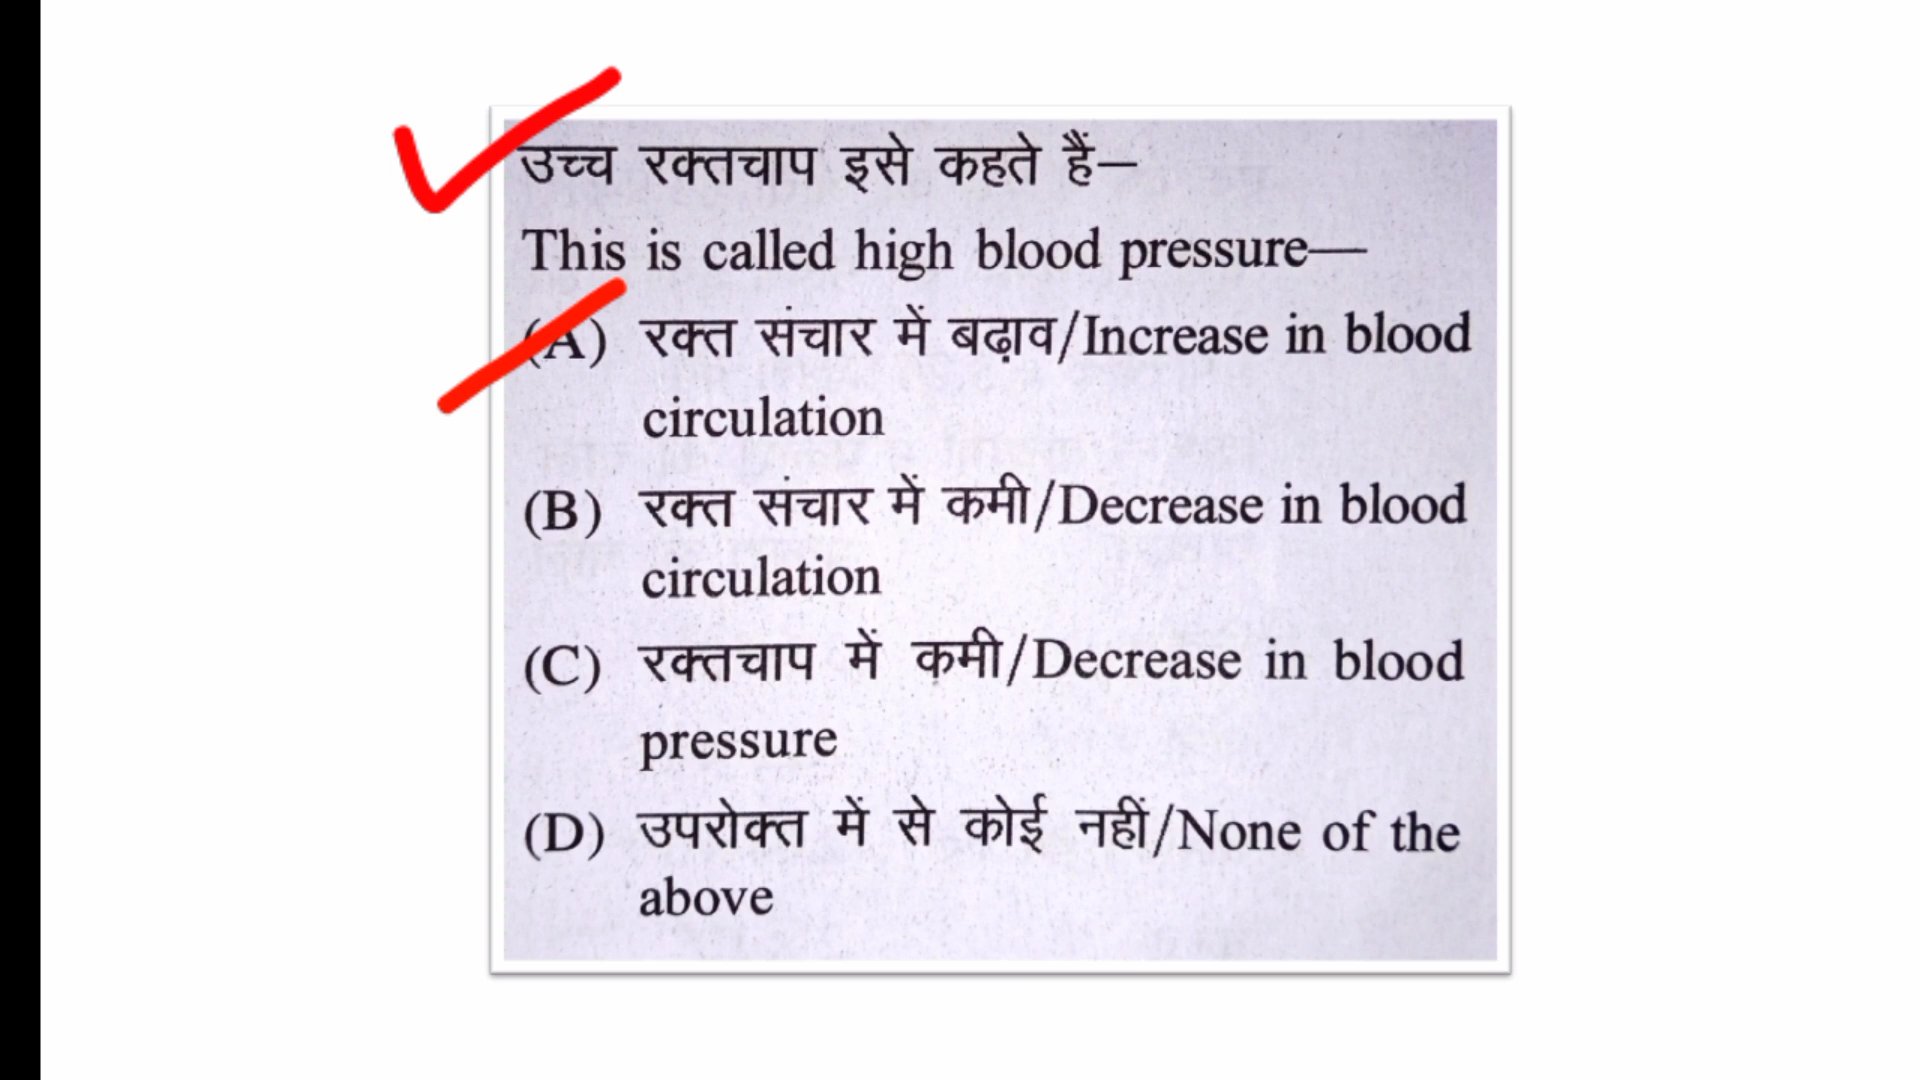 उच्च रक्तचाप इसे कहते हैं–
This is called high blood pressure—
(A) रक्त संचार में बढ़ाव/Increase in blood
circulation
(B) रक्त संचार में कमी/Decrease in blood
circulation
(C) रक्तचाप में कमी/Decrease in blood
pressure
(D) उपरोक्त में से कोई नहीं/None of the
above